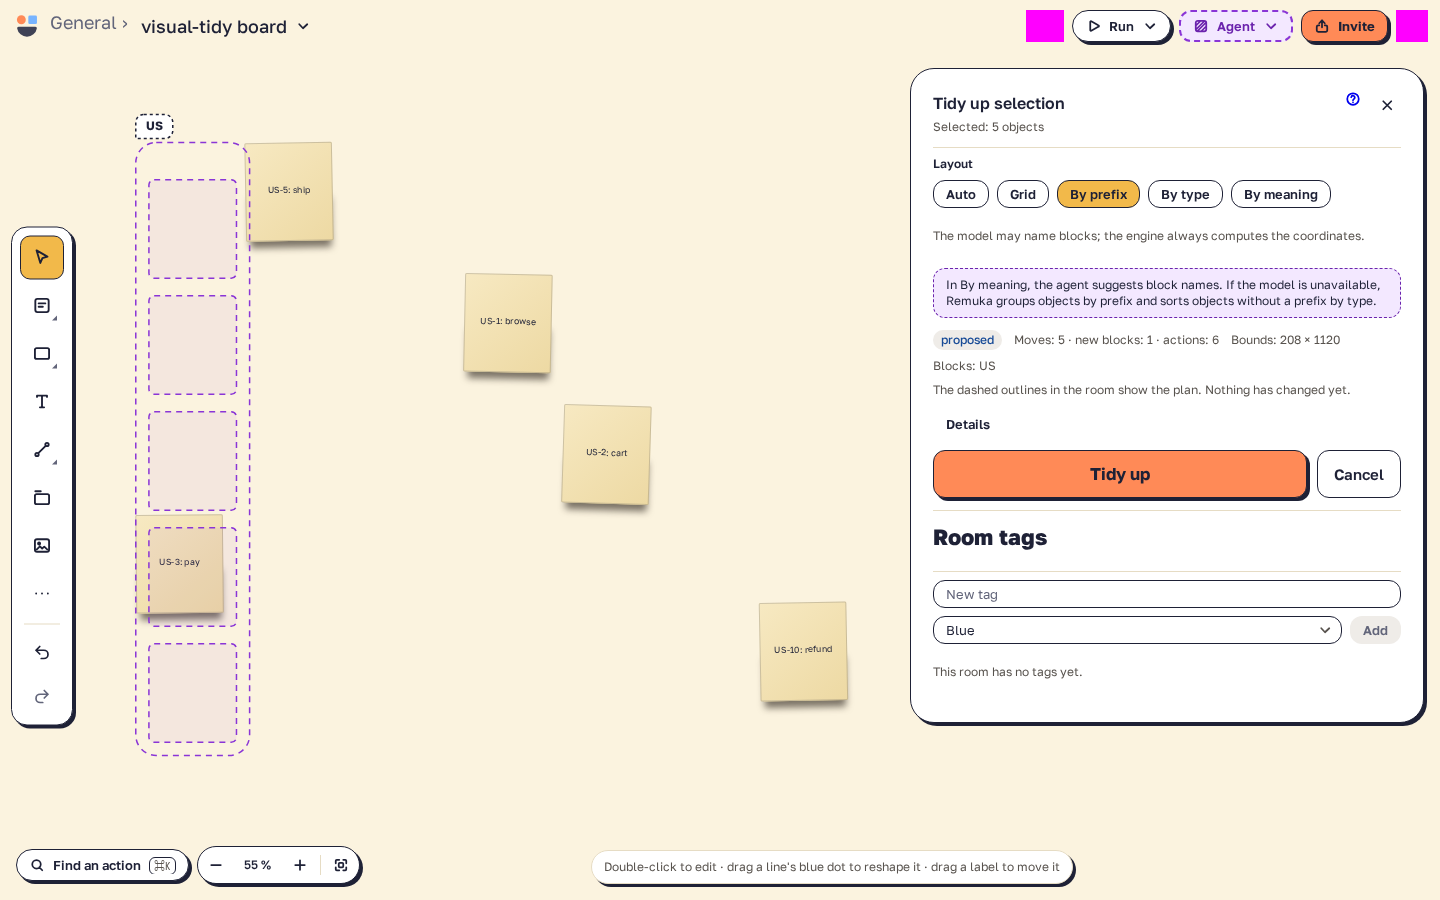 General ›
visual-tidy board
Run
Agent
Invite
US
US-5: ship
US-1: browse
US-2: cart
US-3: pay
US-10: refund
Tidy up selection
Selected: 5 objects
Layout
Auto
Grid
By prefix
By type
By meaning
The model may name blocks; the engine always computes the coordinates.
In By meaning, the agent suggests block names. If the model is unavailable,
Remuka groups objects by prefix and sorts objects without a prefix by type.
proposed
Moves: 5 · new blocks: 1 · actions: 6
Bounds: 208 × 1120
Blocks: US
The dashed outlines in the room show the plan. Nothing has changed yet.
Details
Tidy up
Cancel
Room tags
New tag
Blue
Add
This room has no tags yet.
Find an action
⌘K
55 %
Double-click to edit · drag a line's blue dot to reshape it · drag a label to move it